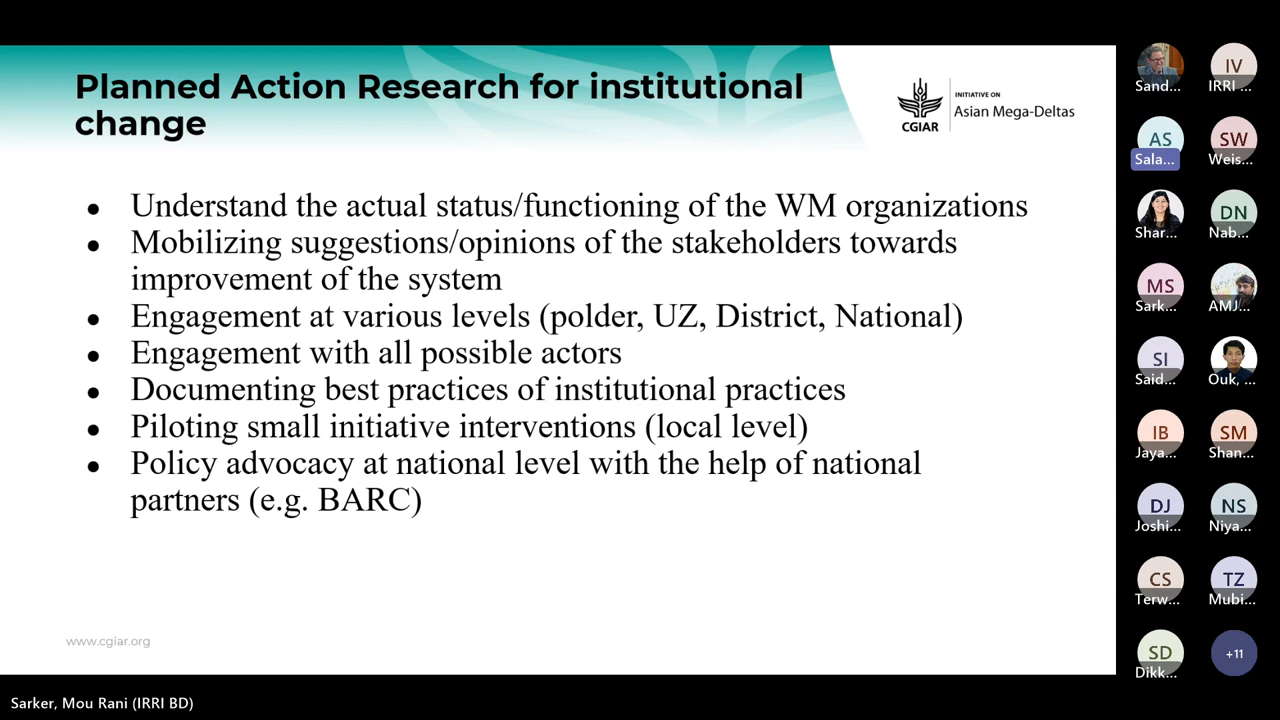 Planned Action Research for institutional
change
CGIAR
INITIATIVE ON
Asian Mega-Deltas
● Understand the actual status/functioning of the WM organizations
● Mobilizing suggestions/opinions of the stakeholders towards
improvement of the system
● Engagement at various levels (polder, UZ, District, National)
● Engagement with all possible actors
● Documenting best practices of institutional practices
● Piloting small initiative interventions (local level)
● Policy advocacy at national level with the help of national
partners (e.g. BARC)
www.cgiar.org
Sarker, Mou Rani (IRRI BD)
Sand...
IV
IRRI ...
AS
Sala...
SW
Weis...
Shar...
DN
Nab...
MS
Sark...
AMJ...
SI
Said...
Ouk, ...
IB
Jaya...
SM
Shan...
DJ
Joshi...
NS
Niya...
CS
Terw...
TZ
Mubi...
SD
Dikk...
+11